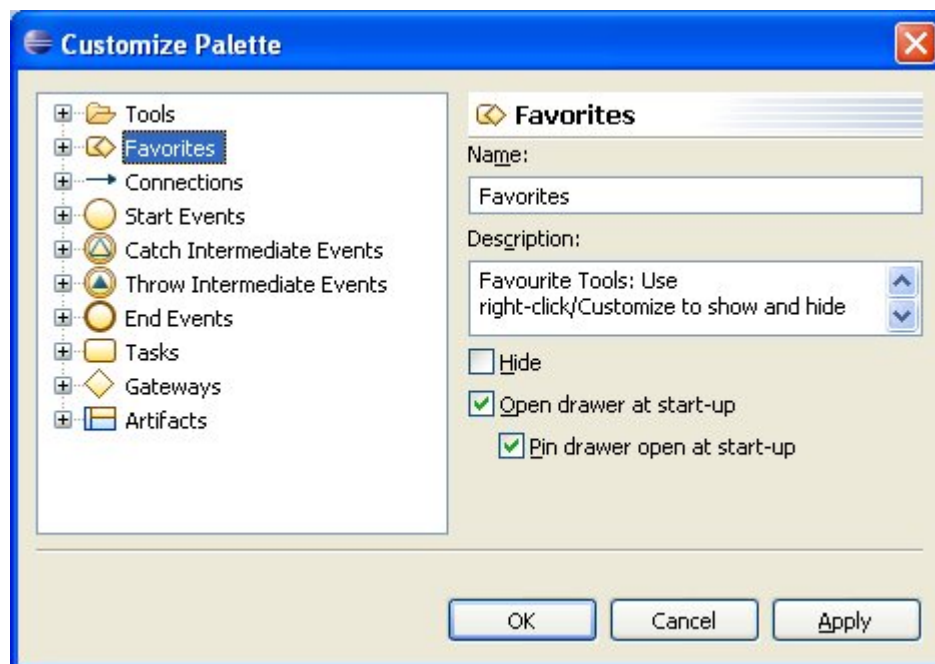 Customize Palette
Tools
Favorites
Connections
Start Events
Catch Intermediate Events
Throw Intermediate Events
End Events
Tasks
Gateways
Artifacts
Favorites
Name:
Favorites
Description:
Favourite Tools: Use
right-click/Customize to show and hide
Hide
Open drawer at start-up
Pin drawer open at start-up
OK
Cancel
Apply